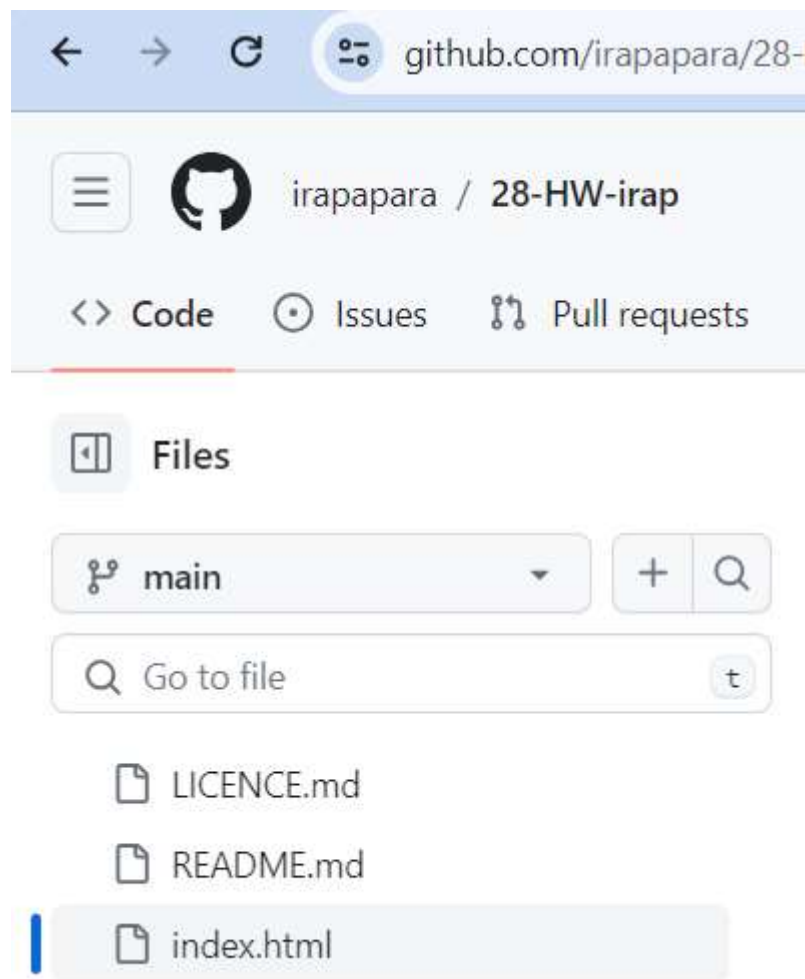 github.com/irapapara/28-
irapapara / 28-HW-irap
<> Code Issues Pull requests
Files
main
Go to file t
LICENCE.md
README.md
index.html